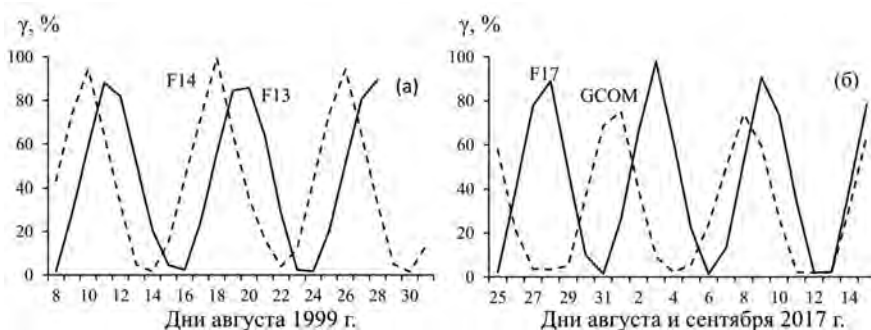 γ, %
γ, %
100
80
60
40
20
0
F14
F13
(а)
8 10 12 14 16 18 20 22 24 26 28 30
Дни августа 1999 г.
100
80
60
40
20
0
F17
GCOM
(б)
25 27 29 31 2 4 6 8 10 12 14
Дни августа и сентября 2017 г.